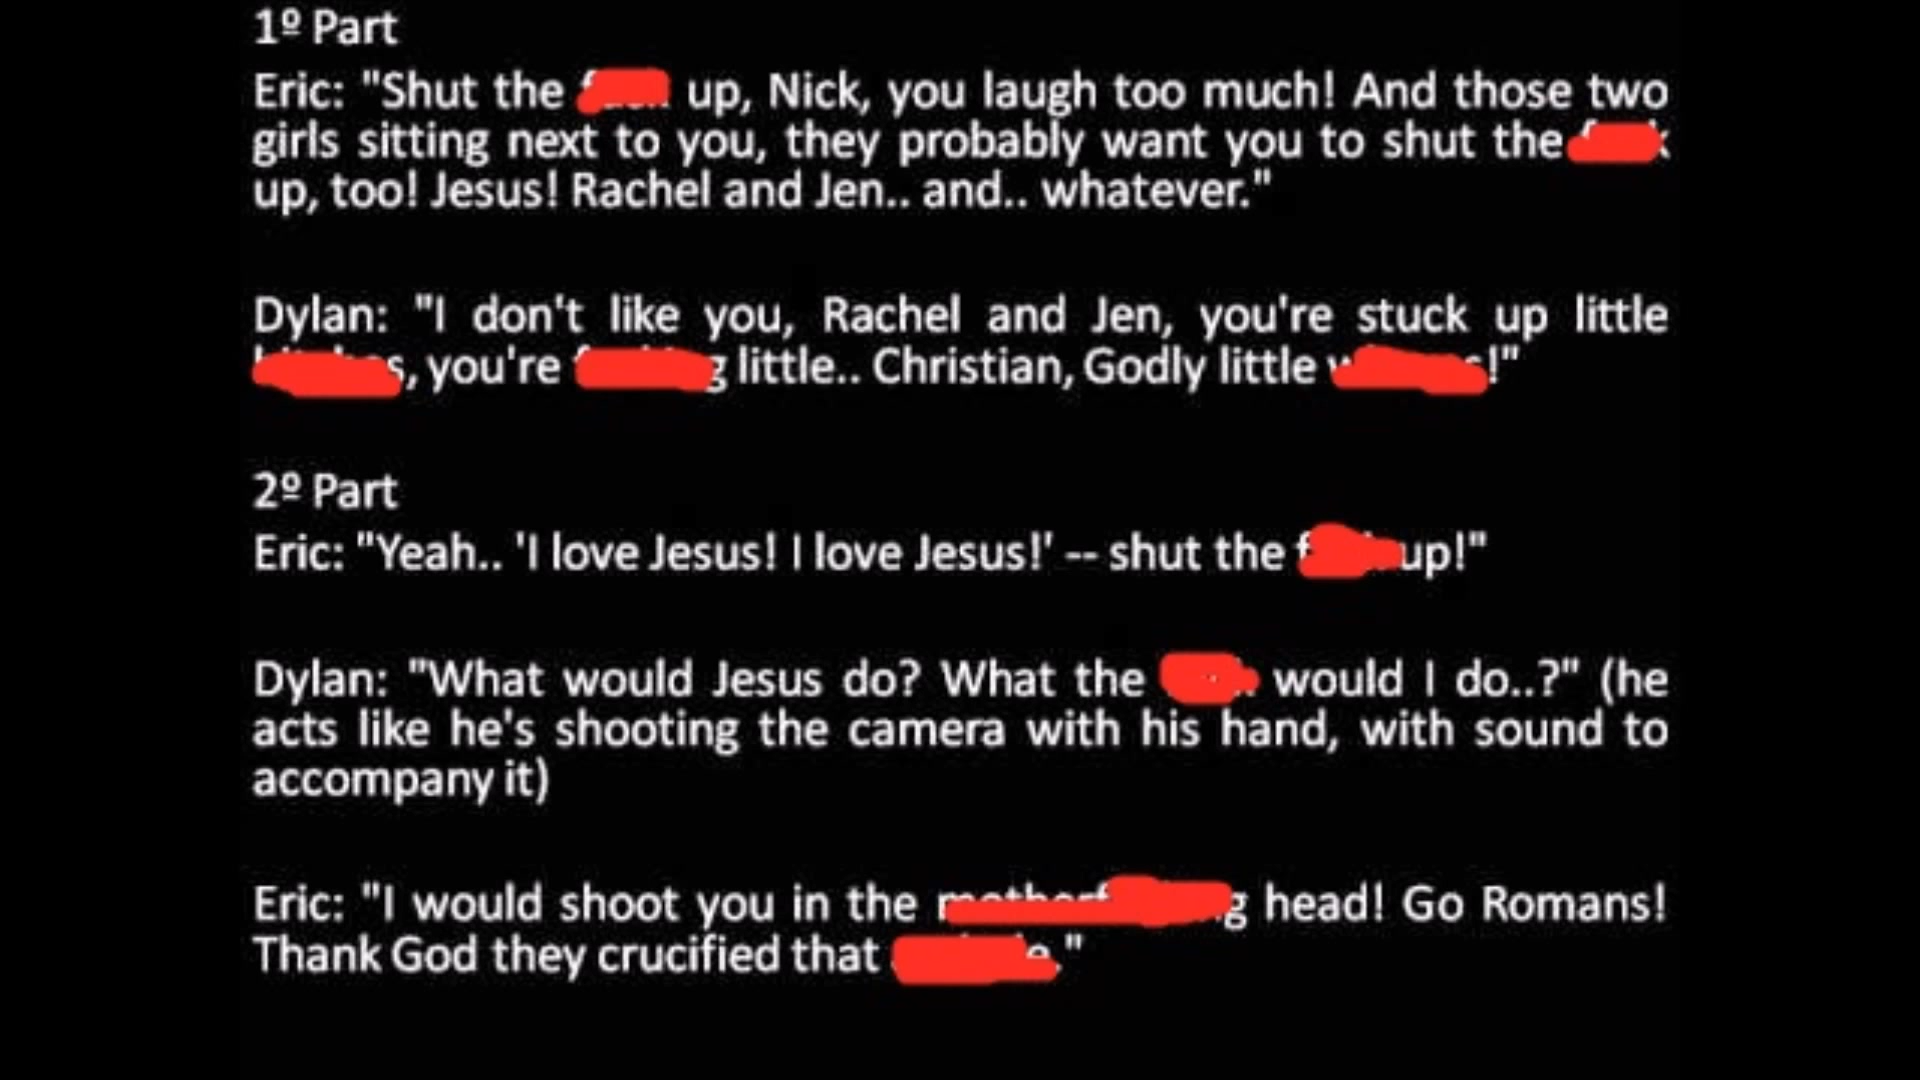 1º Part
Eric: "Shut the up, Nick, you laugh too much! And those two
girls sitting next to you, they probably want you to shut the
up, too! Jesus! Rachel and Jen.. and.. whatever."
Dylan: "I don't like you, Rachel and Jen, you're stuck up little
, you're little.. Christian, Godly little !"
2º Part
Eric: "Yeah.. 'I love Jesus! I love Jesus!' -- shut the up!"
Dylan: "What would Jesus do? What the would I do..?" (he
acts like he's shooting the camera with his hand, with sound to
accompany it)
Eric: "I would shoot you in the head! Go Romans!
Thank God they crucified that ."